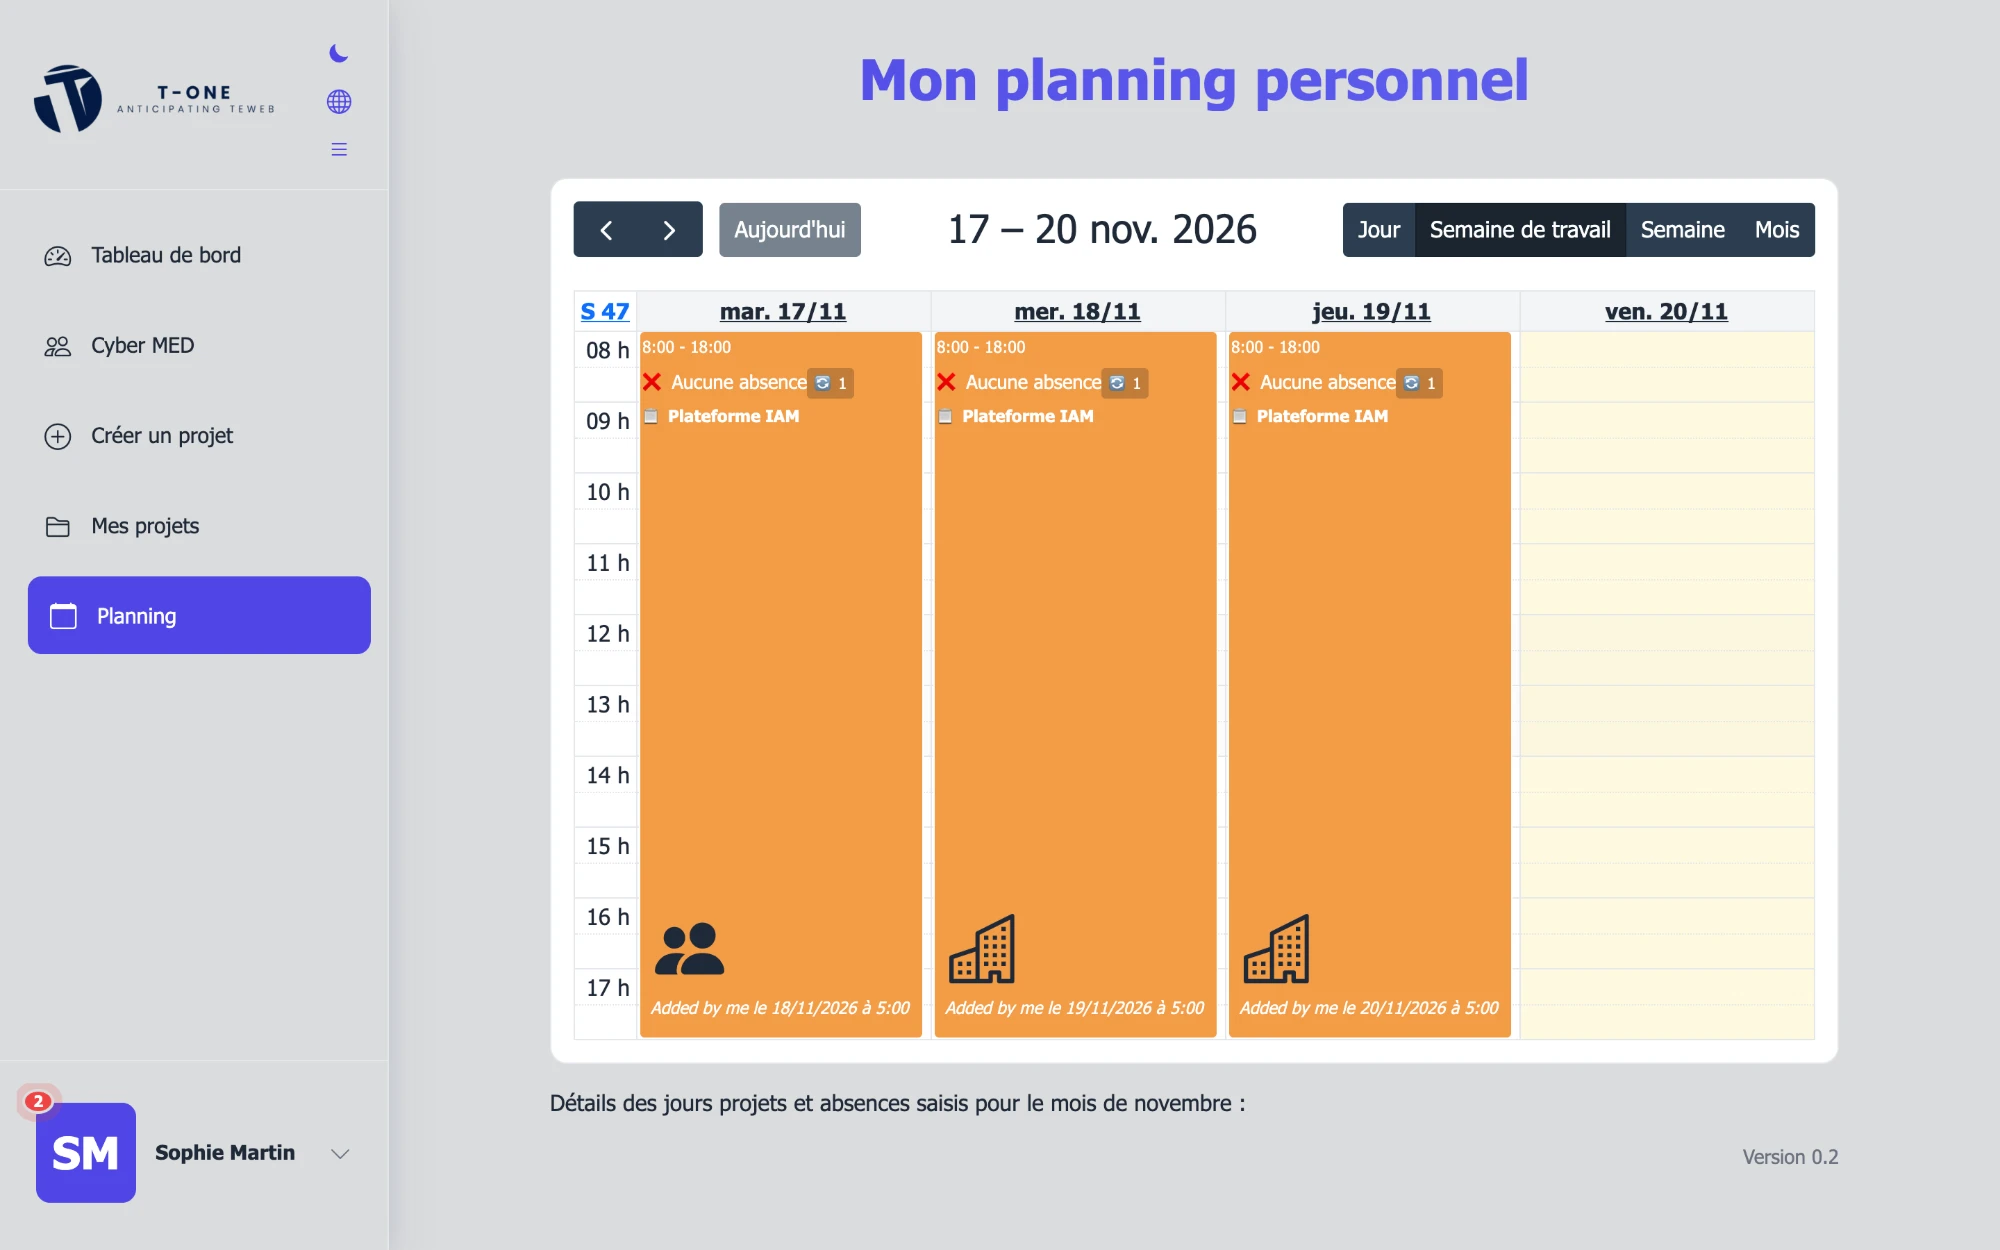 T-ONE
ANTICIPATING TEWEB
Tableau de bord
Cyber MED
Créer un projet
Mes projets
Planning
2
SM
Sophie Martin
Mon planning personnel
Aujourd'hui
17 – 20 nov. 2026
Jour Semaine de travail Semaine Mois
S 47 mar. 17/11 mer. 18/11 jeu. 19/11 ven. 20/11
08 h
09 h
10 h
11 h
12 h
13 h
14 h
15 h
16 h
17 h
8:00 - 18:00
Aucune absence 1
Plateforme IAM
Added by me le 18/11/2026 à 5:00
8:00 - 18:00
Aucune absence 1
Plateforme IAM
Added by me le 19/11/2026 à 5:00
8:00 - 18:00
Aucune absence 1
Plateforme IAM
Added by me le 20/11/2026 à 5:00
Détails des jours projets et absences saisis pour le mois de novembre :
Version 0.2